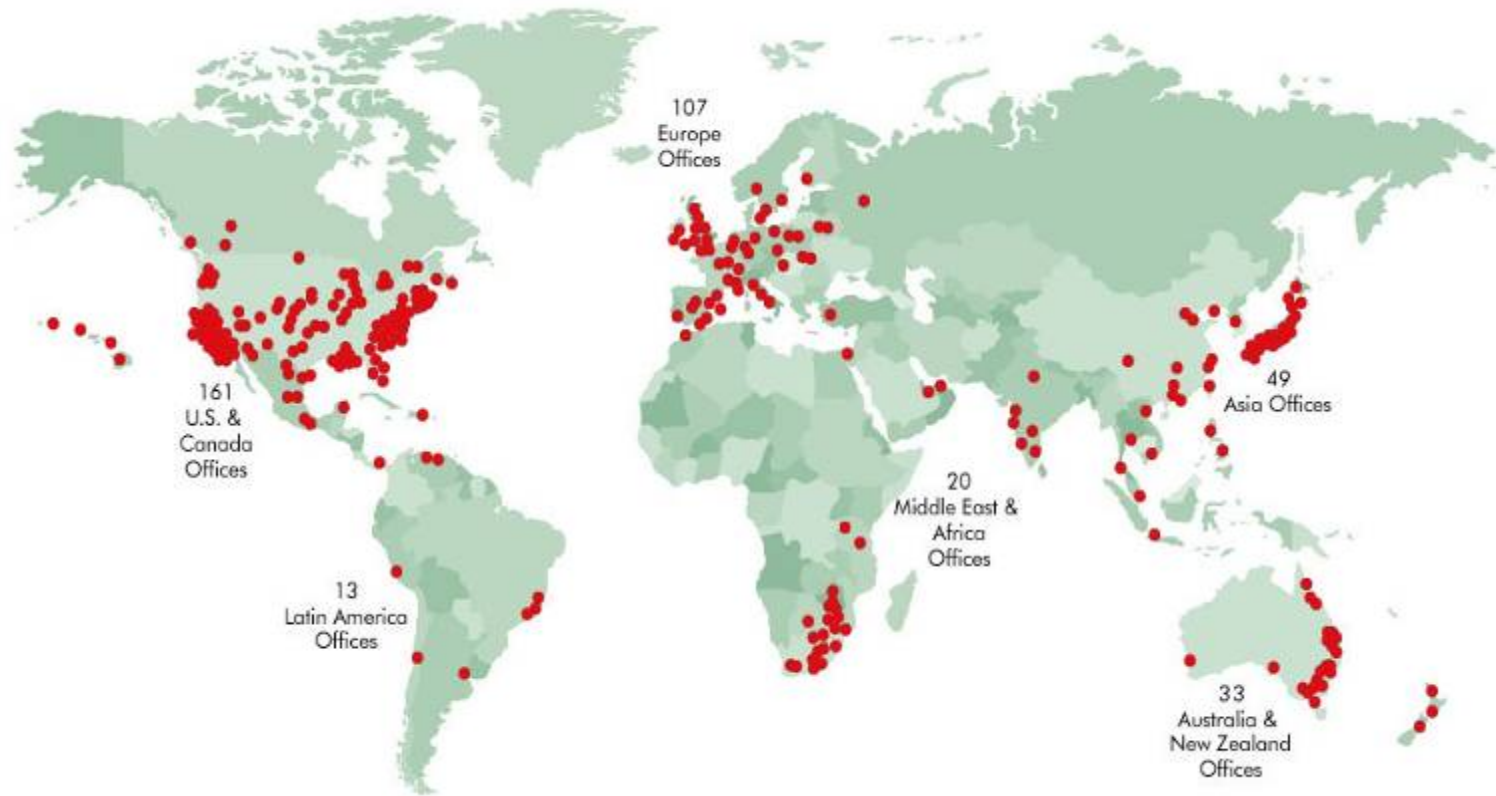 107
Europe
Offices
161
U.S. &
Canada
Offices
49
Asia Offices
20
Middle East &
Africa
Offices
13
Latin America
Offices
33
Australia &
New Zealand
Offices